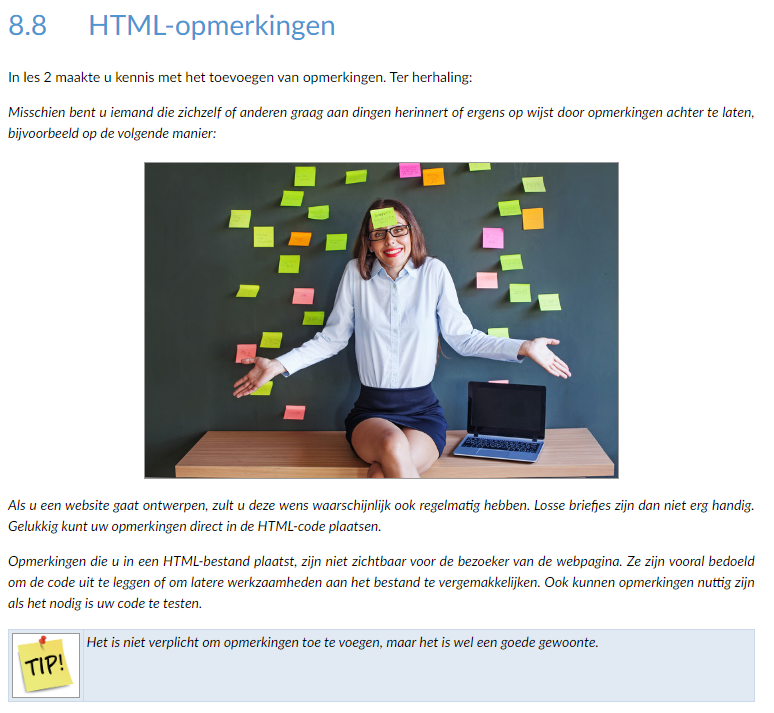 8.8 HTML-opmerkingen
In les 2 maakte u kennis met het toevoegen van opmerkingen. Ter herhaling:
Misschien bent u iemand die zichzelf of anderen graag aan dingen herinnert of ergens op wijst door opmerkingen achter te laten,
bijvoorbeeld op de volgende manier:
Als u een website gaat ontwerpen, zult u deze wens waarschijnlijk ook regelmatig hebben. Losse briefjes zijn dan niet erg handig.
Gelukkig kunt uw opmerkingen direct in de HTML-code plaatsen.
Opmerkingen die u in een HTML-bestand plaatst, zijn niet zichtbaar voor de bezoeker van de webpagina. Ze zijn vooral bedoeld
om de code uit te leggen of om latere werkzaamheden aan het bestand te vergemakkelijken. Ook kunnen opmerkingen nuttig zijn
als het nodig is uw code te testen.
TIP!
Het is niet verplicht om opmerkingen toe te voegen, maar het is wel een goede gewoonte.